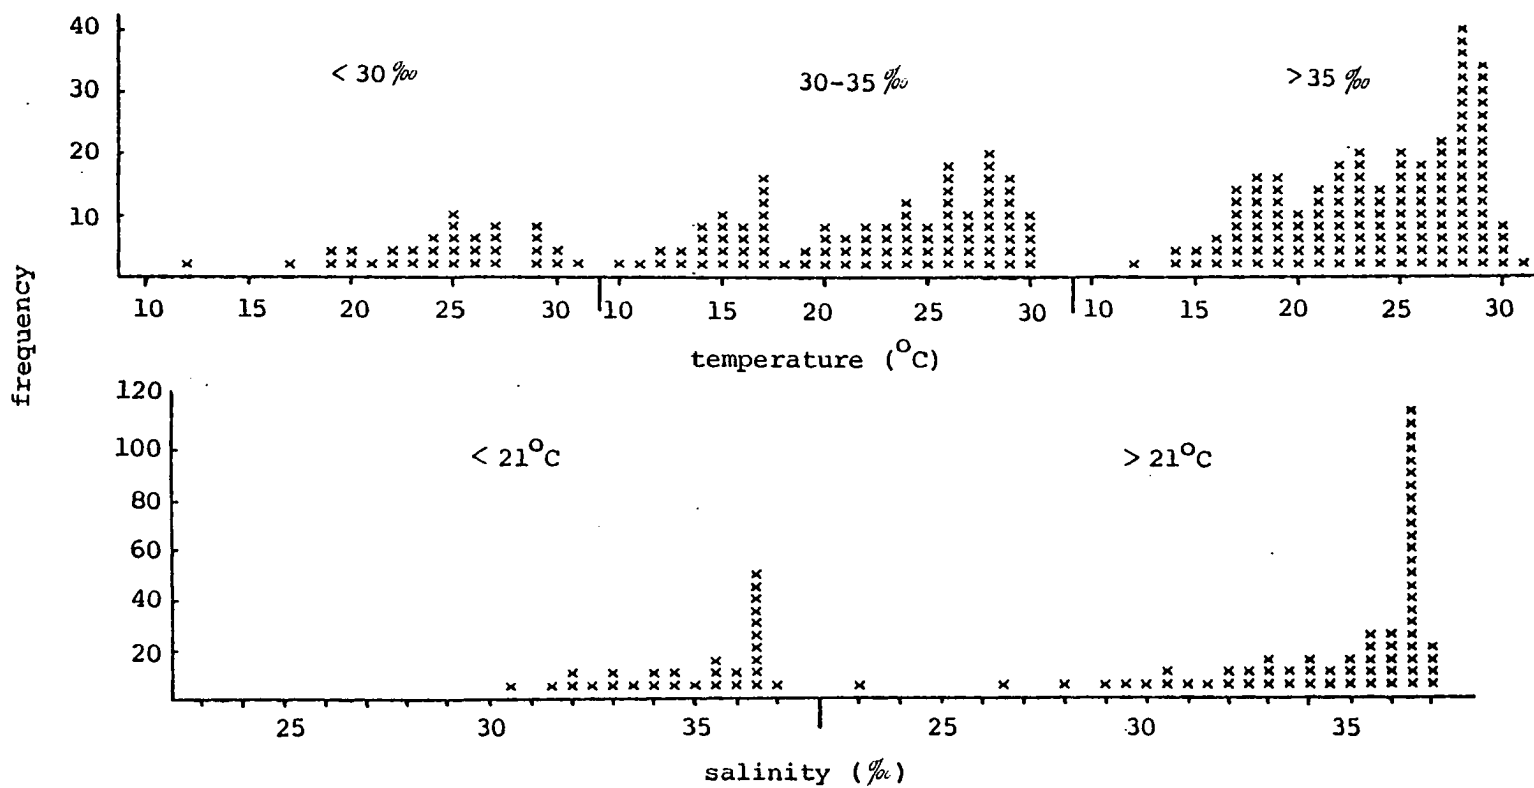 40
30
20
10
< 30 ‰
30-35 ‰
>35 ‰
10 15 20 25 30 10 15 20 25 30 10 15 20 25 30
temperature (°C)
frequency
120
100
80
60
40
20
< 21°C
> 21°C
25 30 35 25 30 35
salinity (‰)